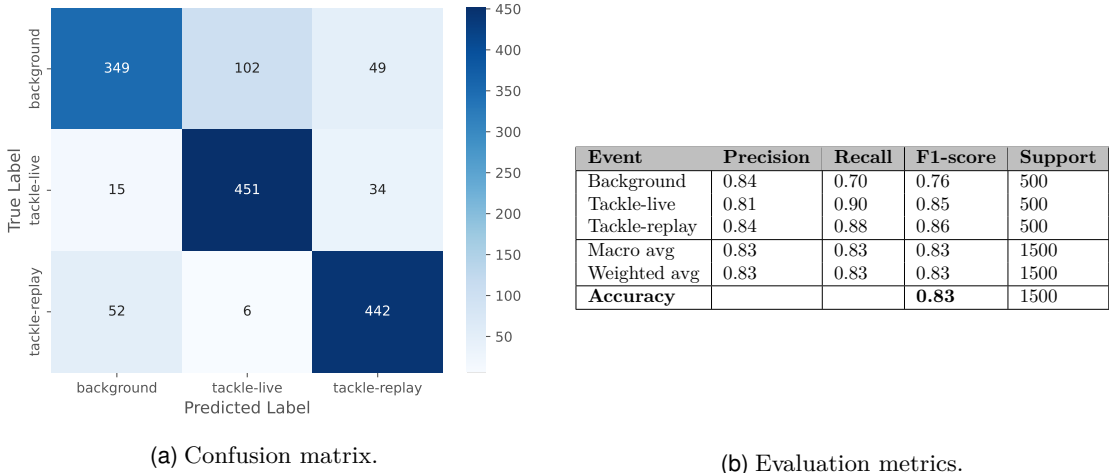 True Label
background
tackle-live
tackle-replay
349 102 49
15 451 34
52 6 442
background tackle-live tackle-replay
Predicted Label
450
400
350
300
250
200
150
100
50
(a) Confusion matrix.
Event Precision Recall F1-score Support
Background 0.84 0.70 0.76 500
Tackle-live 0.81 0.90 0.85 500
Tackle-replay 0.84 0.88 0.86 500
Macro avg 0.83 0.83 0.83 1500
Weighted avg 0.83 0.83 0.83 1500
Accuracy 0.83 1500
(b) Evaluation metrics.